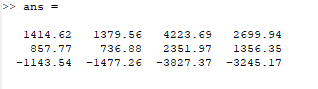 >> ans =
1414.62 1379.56 4223.69 2699.94
857.77 736.88 2351.97 1356.35
-1143.54 -1477.26 -3827.37 -3245.17